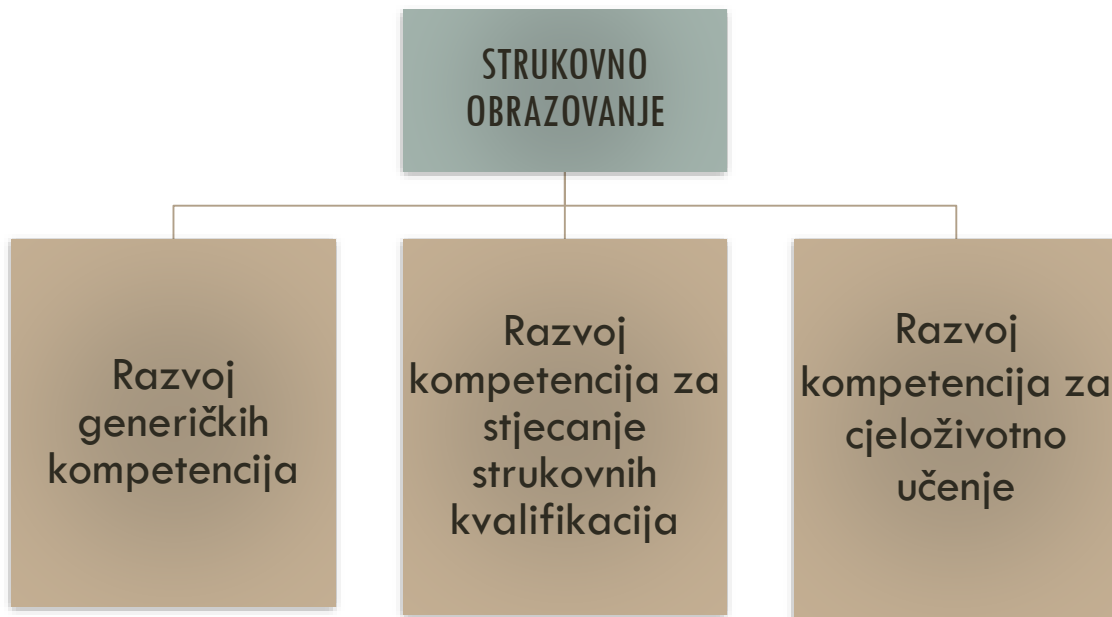 STRUKOVNO
OBRAZOVANJE
Razvoj
generičkih
kompetencija
Razvoj
kompetencija za
stjecanje
strukovnih
kvalifikacija
Razvoj
kompetencija za
cjeloživotno
učenje